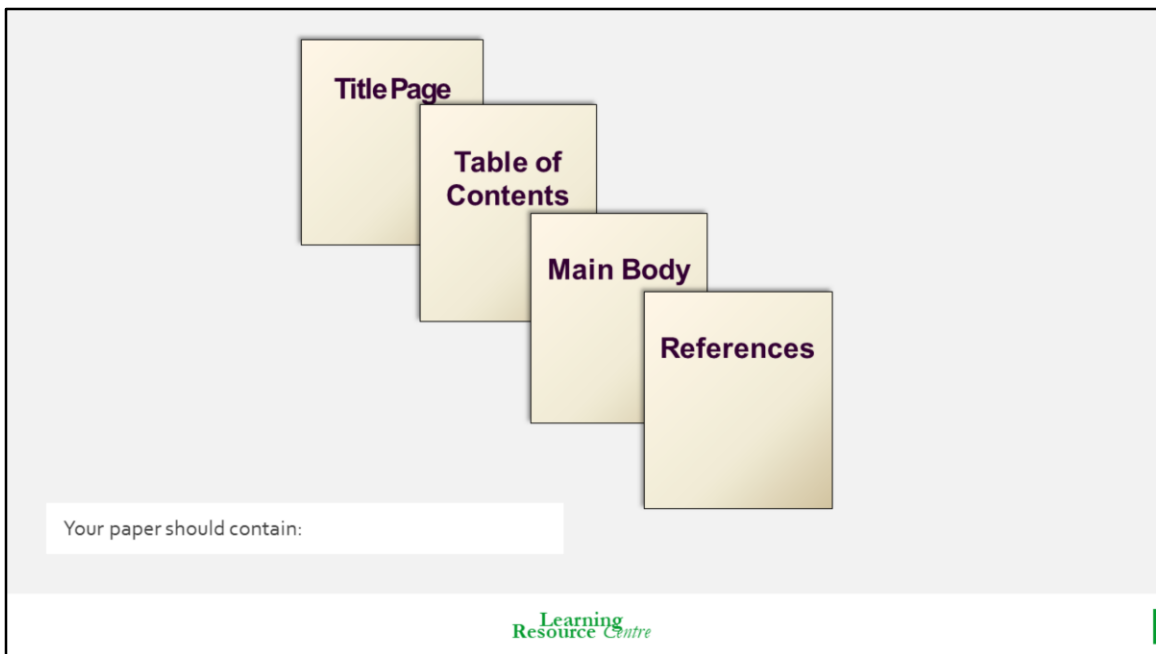 Title Page
Table of
Contents
Main Body
References
Your paper should contain:
Learning
Resource Centre